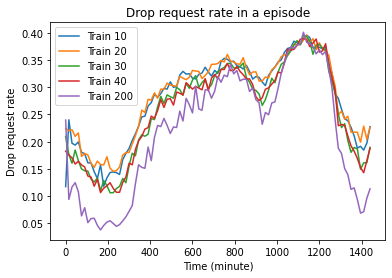 Drop request rate in a episode
Drop request rate
0.40
0.35
0.30
0.25
0.20
0.15
0.10
0.05
Train 10
Train 20
Train 30
Train 40
Train 200
0 200 400 600 800 1000 1200 1400
Time (minute)